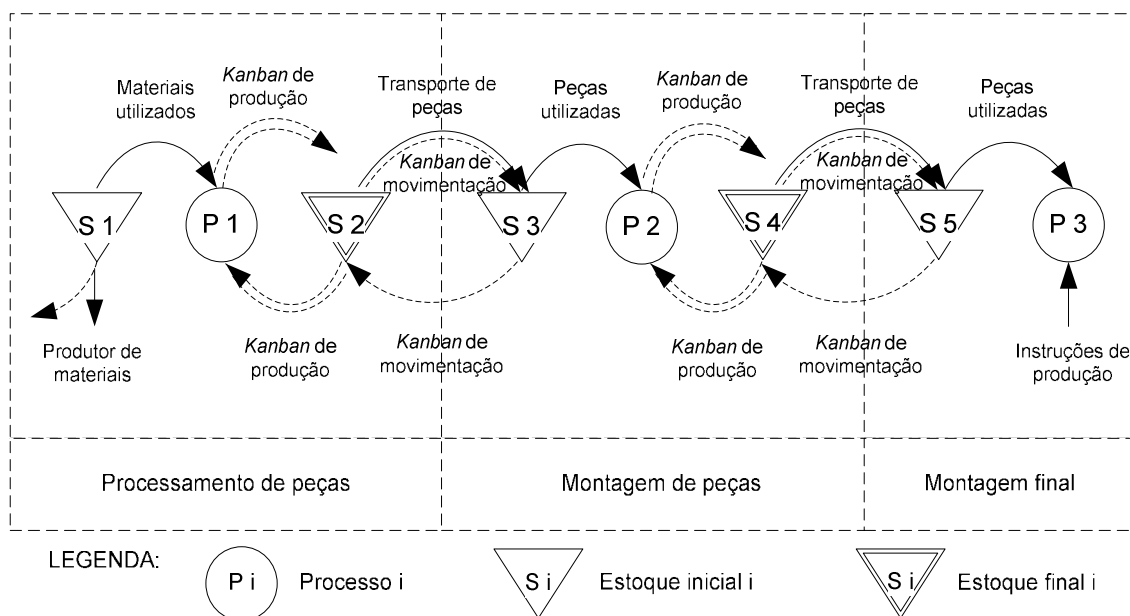 Materiais
utilizados
Kanban de
produção
Transporte de
peças
Peças
utilizadas
Kanban de
produção
Transporte de
peças
Peças
utilizadas
Kanban de
movimentação
Kanban de
movimentação
S 1
P 1
S 2
S 3
P 2
S 4
S 5
P 3
Produtor de
materiais
Kanban de
produção
Kanban de
movimentação
Kanban de
produção
Kanban de
movimentação
Instruções de
produção
Processamento de peças
Montagem de peças
Montagem final
LEGENDA:
P i
Processo i
S i
Estoque inicial i
S i
Estoque final i